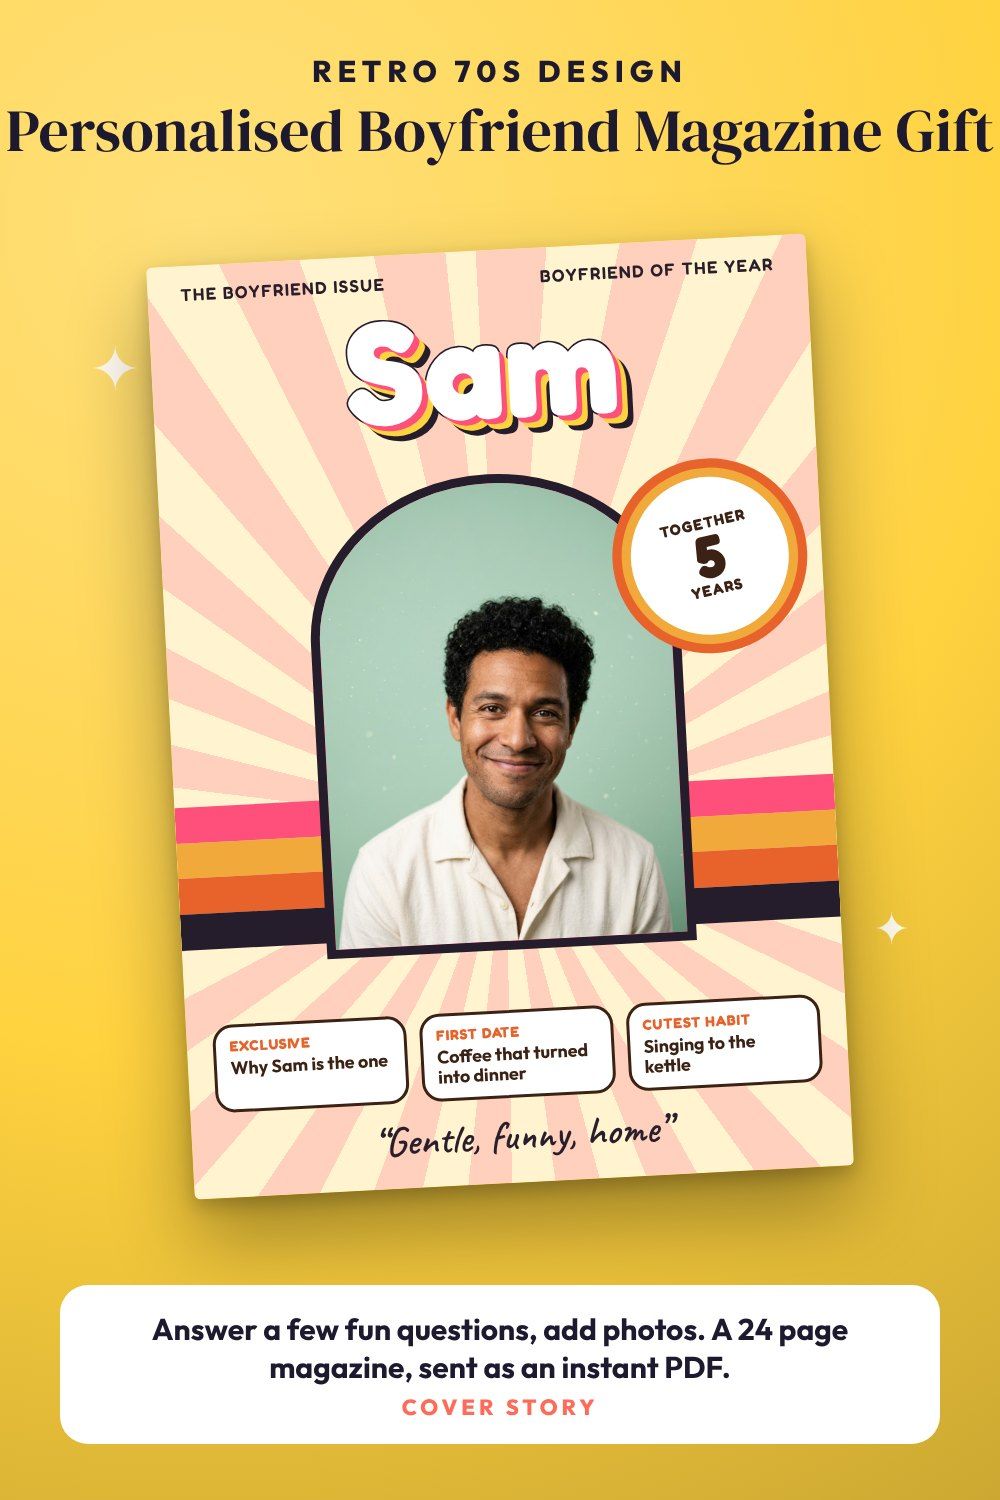 RETRO 70S DESIGN
Personalised Boyfriend Magazine Gift
THE BOYFRIEND ISSUE
BOYFRIEND OF THE YEAR
Sam
TOGETHER
5
YEARS
EXCLUSIVE
Why Sam is the one
FIRST DATE
Coffee that turned
into dinner
CUTEST HABIT
Singing to the
kettle
“Gentle, funny, home”
Answer a few fun questions, add photos. A 24 page
magazine, sent as an instant PDF.
COVER STORY